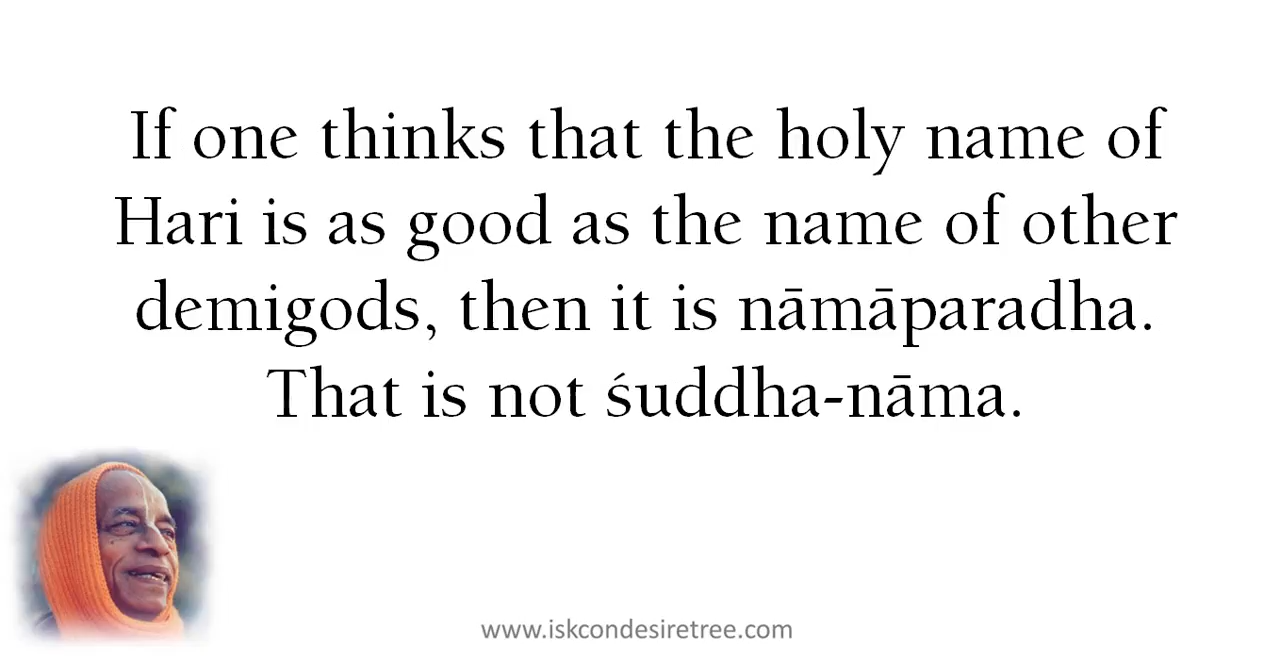 If one thinks that the holy name of
Hari is as good as the name of other
demigods, then it is nāmāparadha.
That is not śuddha-nāma.
www.iskcondesiretree.com